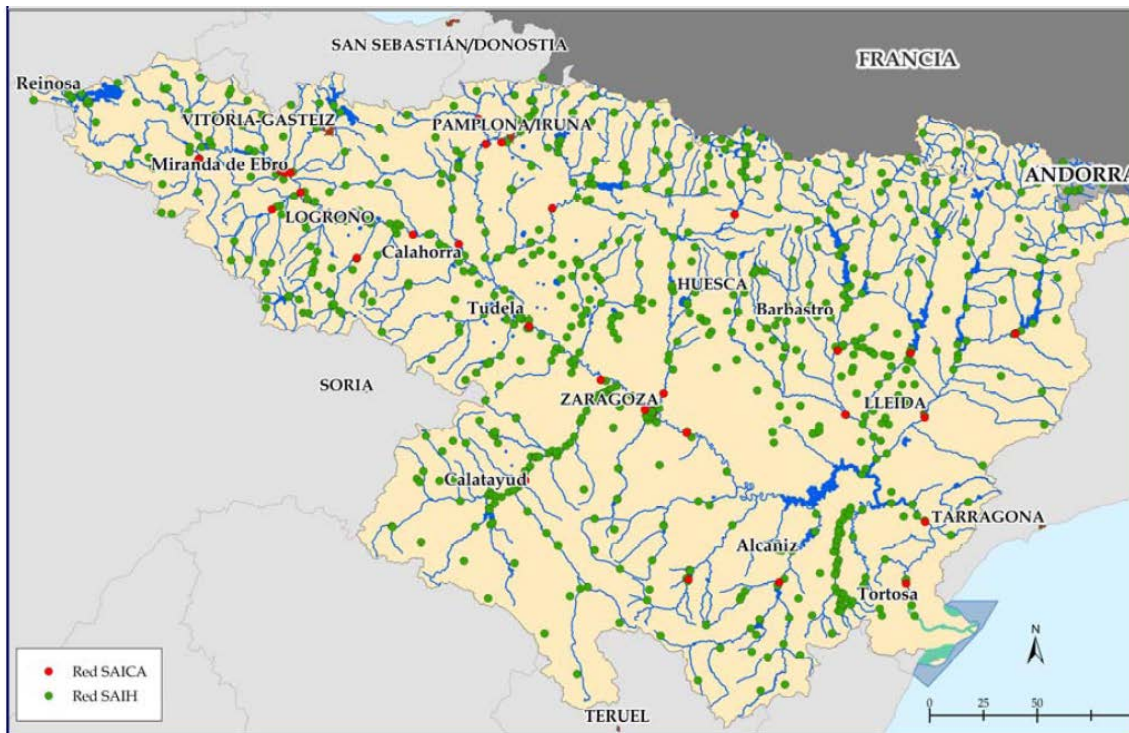 SAN SEBASTIÁN/DONOSTIA
FRANCIA
Reinosa
VITORIA-GASTEIZ
PAMPLONA/IRUNA
Miranda de Ebro
ANDORRA
LOGROÑO
Calahorra
HUESCA
Tudela
Barbastro
SORIA
ZARAGOZA
LLEIDA
Calatayud
TARRAGONA
Alcañiz
Tortosa
N
Red SAICA
Red SAIH
0 25 50
TERUEL